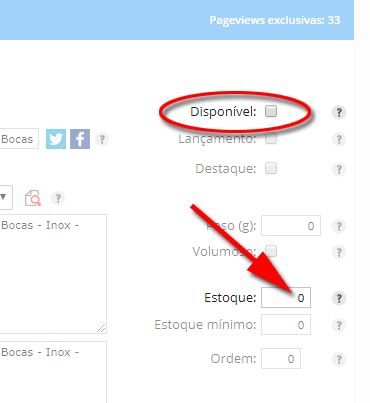 Pageviews exclusivas: 33
Disponível: ?
Bocas ? Lançamento: ?
Destaque: ?
?
Bocas - Inox - Peso (g): 0 ?
Volumoso: ?
Estoque: 0 ?
Estoque mínimo: 0 ?
Bocas - Inox - Ordem: 0 ?